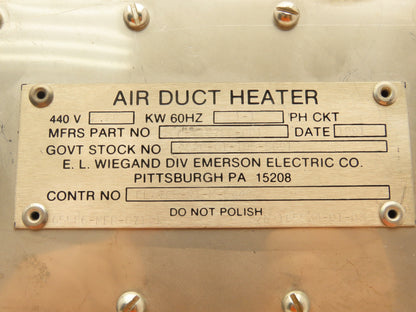 AIR DUCT HEATER
440 V KW 60HZ PH CKT
MFRS PART NO DATE
GOVT STOCK NO
E. L. WIEGAND DIV EMERSON ELECTRIC CO.
PITTSBURGH PA 15208
CONTR NO
DO NOT POLISH